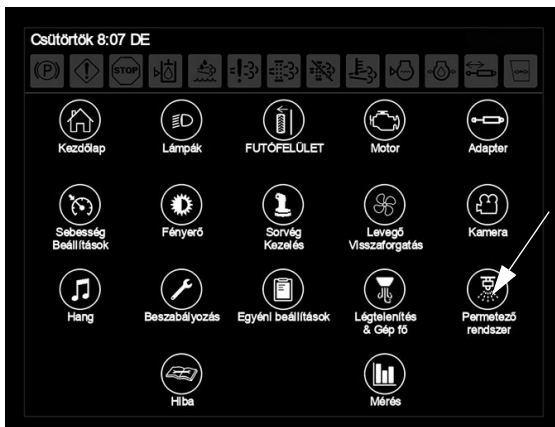 Csütörtök 8:07 DE
STOP
Kezdőlap
Lámpák
FUTÓFELÜLET
Motor
Adapter
Sebesség
Beállítások
Fényerő
Sorvég
Kezelés
Levegő
Visszaforgatás
Kamera
Hang
Beszabályozás
Egyéni beállítások
Légtelenítés
& Gép fő
Permetező
rendszer
Hiba
Mérés